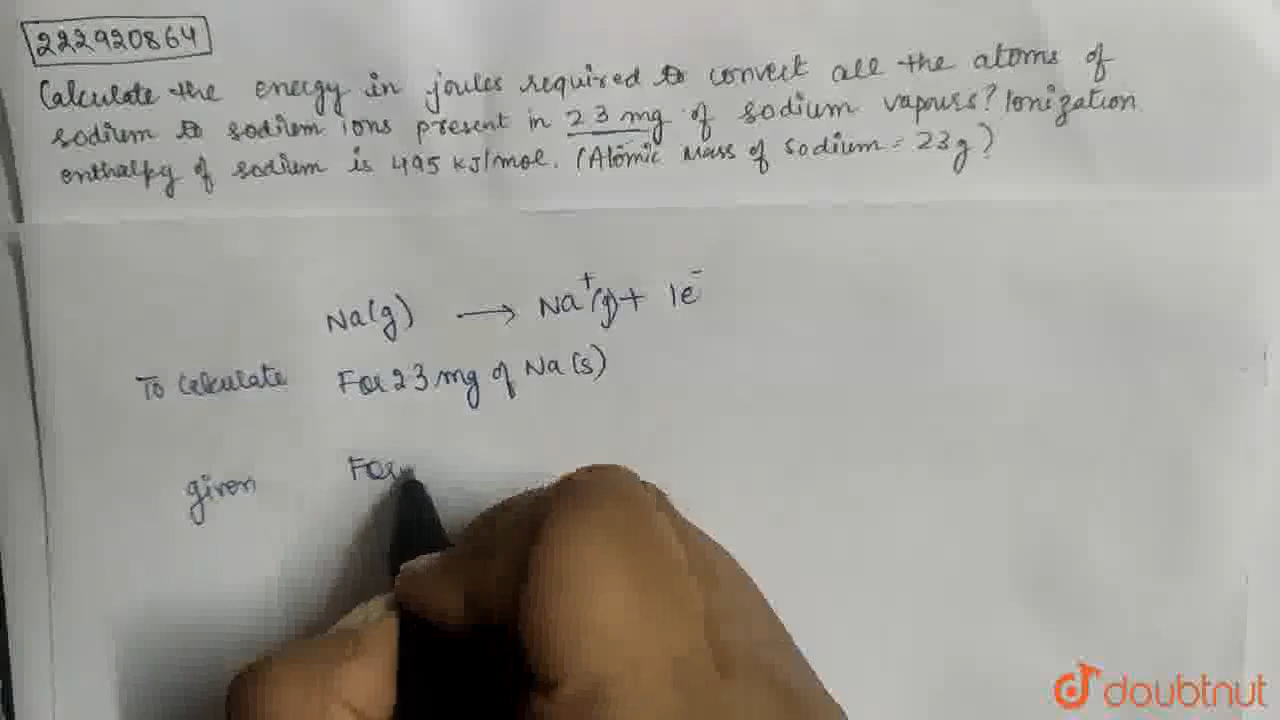 222920864
Calculate the energy in joules required to convert all the atoms of
sodium to sodium ions present in 23 mg of sodium vapours? Ionization
enthalpy of sodium is 495 KJ/mol. (Atomic Mass of Sodium = 23g)
Na(g) → Na⁺(g) + 1e⁻
To calculate For 23 mg of Na(s)
given For
doubtnut